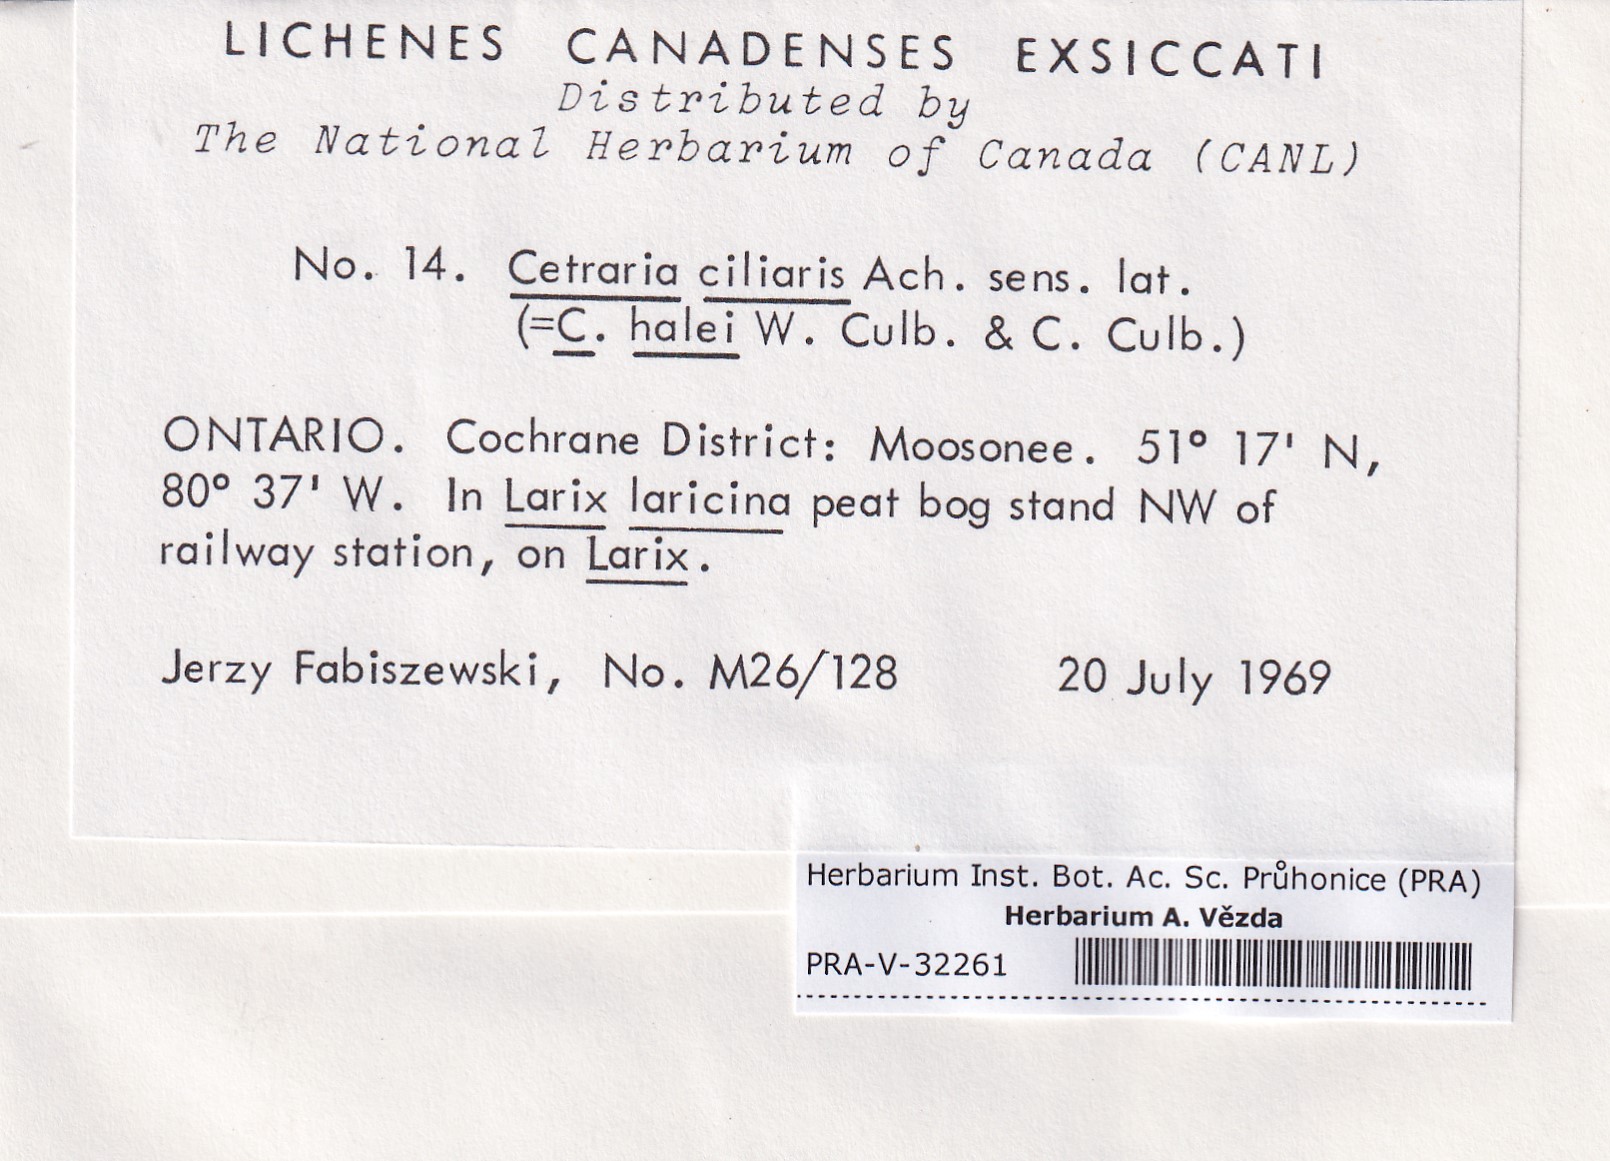 LICHENES CANADENSES EXSICCATI
Distributed by
The National Herbarium of Canada (CANL)
No. 14. Cetraria ciliaris Ach. sens. lat.
(=C. halei W. Culb. & C. Culb.)
ONTARIO. Cochrane District: Moosonee. 51° 17' N,
80° 37' W. In Larix laricina peat bog stand NW of
railway station, on Larix.
Jerzy Fabiszewski, No. M26/128 20 July 1969
Herbarium Inst. Bot. Ac. Sc. Průhonice (PRA)
Herbarium A. Vězda
PRA-V-32261